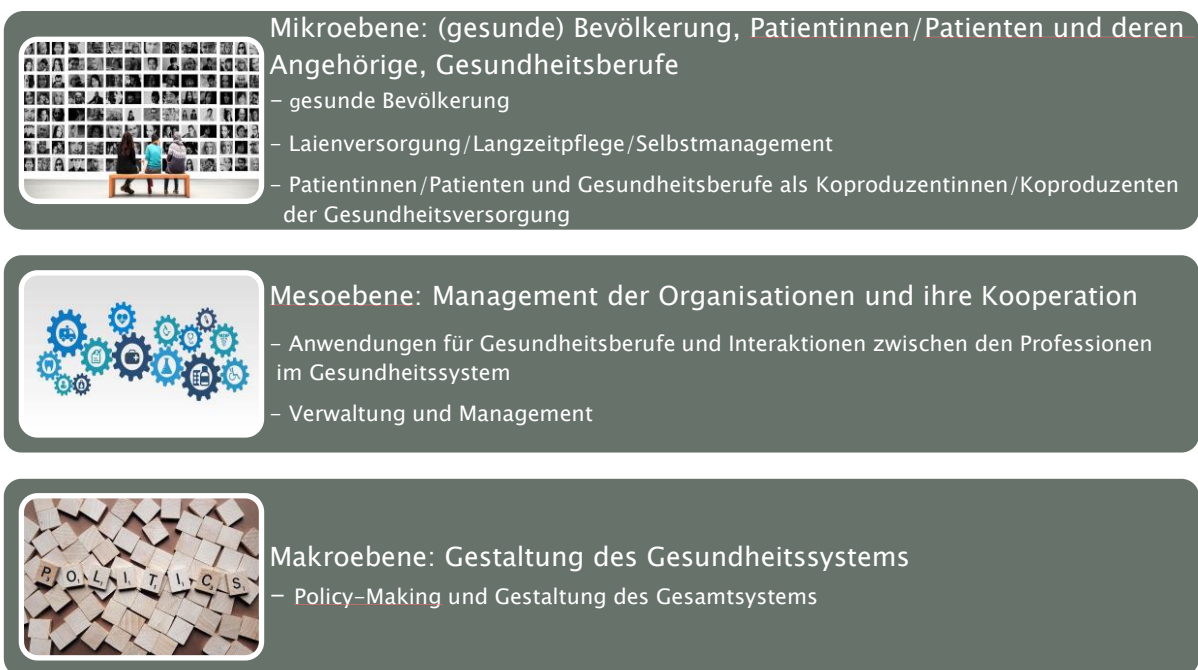 Mikroebene: (gesunde) Bevölkerung, Patientinnen/Patienten und deren
Angehörige, Gesundheitsberufe
– gesunde Bevölkerung
– Laienversorgung/Langzeitpflege/Selbstmanagement
– Patientinnen/Patienten und Gesundheitsberufe als Koproduzentinnen/Koproduzenten
der Gesundheitsversorgung
Mesoebene: Management der Organisationen und ihre Kooperation
– Anwendungen für Gesundheitsberufe und Interaktionen zwischen den Professionen
im Gesundheitssystem
– Verwaltung und Management
POLITICS
Makroebene: Gestaltung des Gesundheitssystems
– Policy-Making und Gestaltung des Gesamtsystems